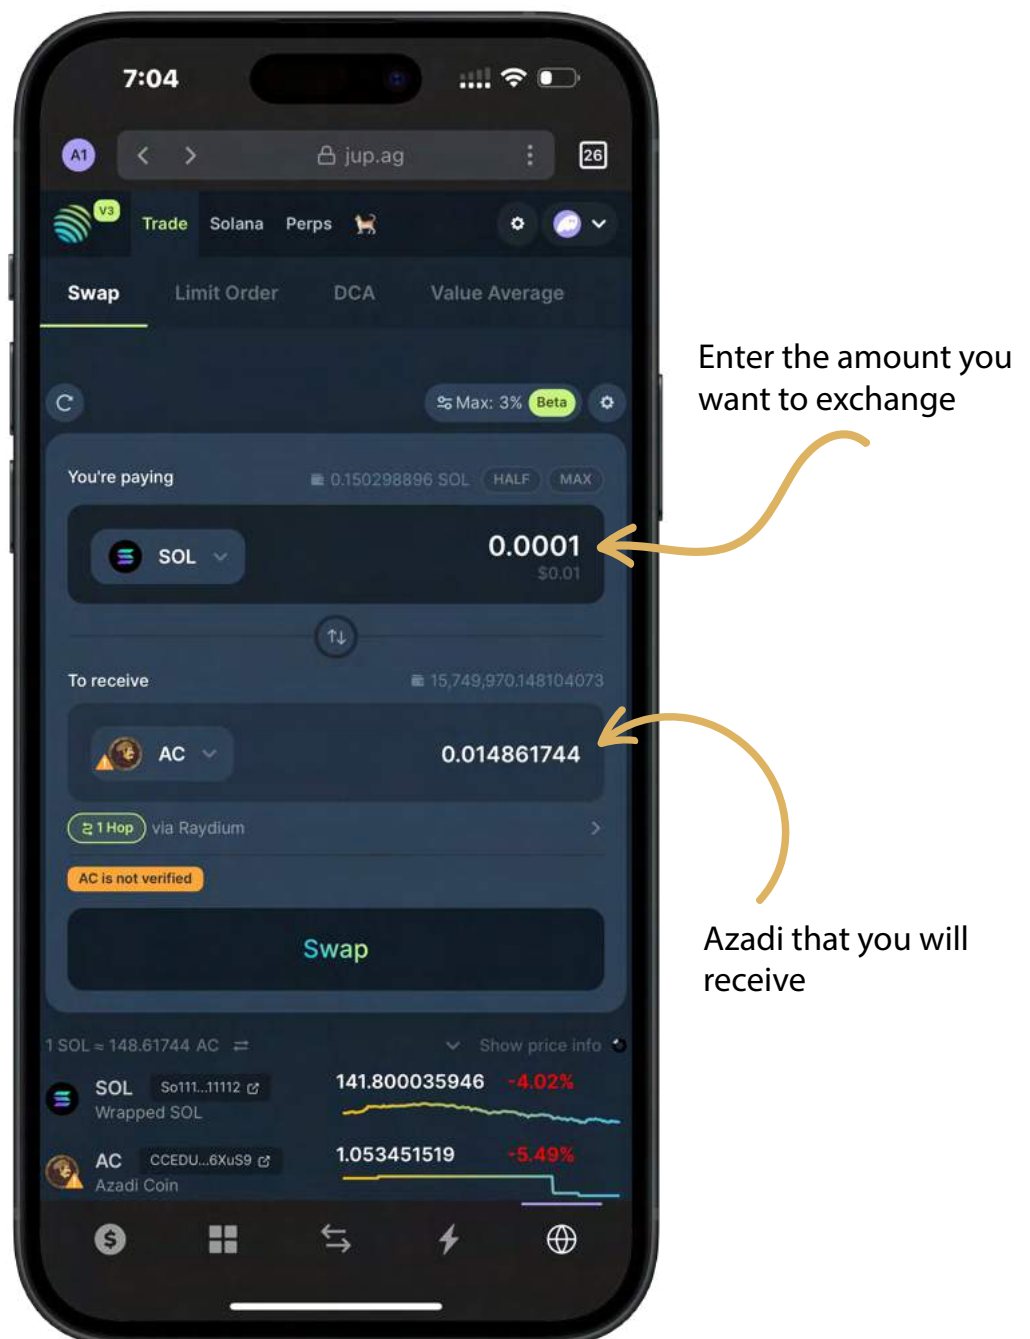 7:04
A1
jup.ag
26
V3
Trade Solana Perps
Swap Limit Order DCA Value Average
Enter the amount you
want to exchange
Max: 3% Beta
You're paying 0.150298896 SOL HALF MAX
SOL 0.0001
$0.01
To receive 15,749,970.148104073
AC 0.014861744
1 Hop via Raydium
AC is not verified
Swap
Azadi that you will
receive
1 SOL ≈ 148.61744 AC Show price info
SOL So111...11112 141.800035946 -4.02%
Wrapped SOL
AC CCEDU...6XuS9 1.053451519 -5.49%
Azadi Coin